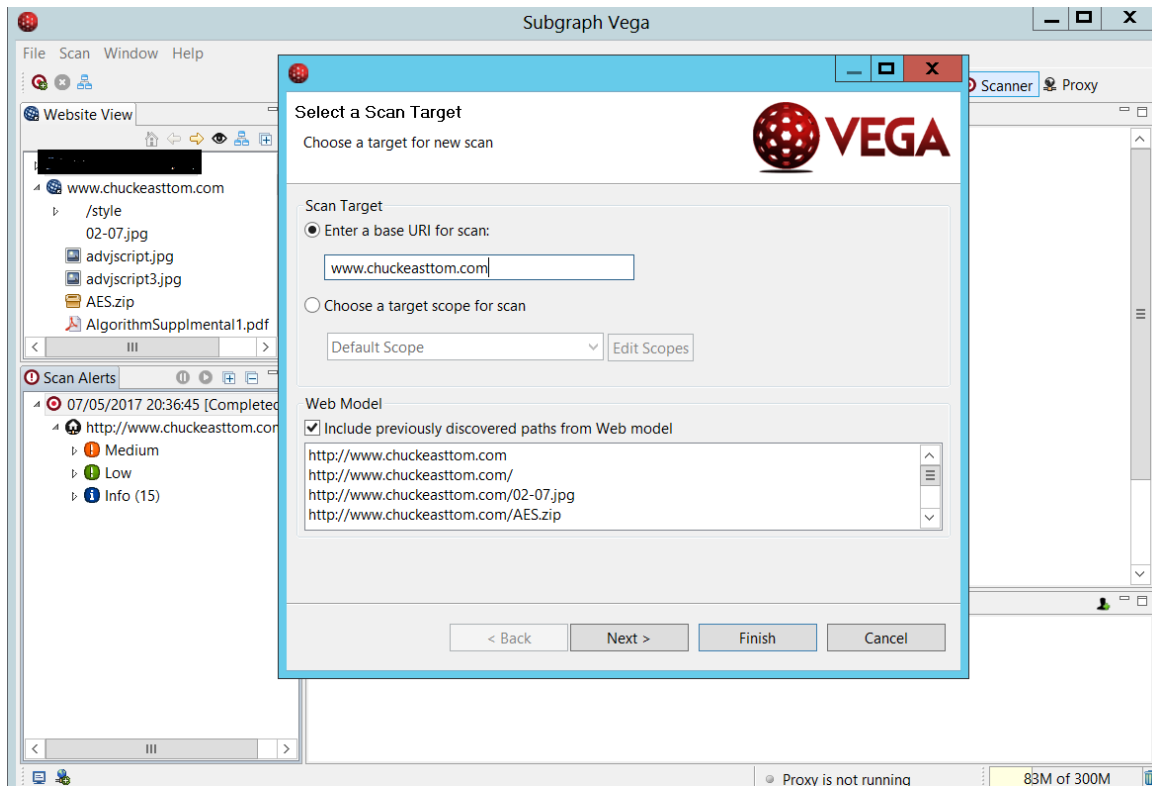 Subgraph Vega
File Scan Window Help
Scanner Proxy
Website View
www.chuckeasttom.com
/style
02-07.jpg
advjscript.jpg
advjscript3.jpg
AES.zip
AlgorithmSupplmental1.pdf
Scan Alerts
07/05/2017 20:36:45 [Completed
http://www.chuckeasttom.com
Medium
Low
Info (15)
Select a Scan Target
Choose a target for new scan
VEGA
Scan Target
Enter a base URI for scan:
www.chuckeasttom.com
Choose a target scope for scan
Default Scope Edit Scopes
Web Model
Include previously discovered paths from Web model
http://www.chuckeasttom.com
http://www.chuckeasttom.com/
http://www.chuckeasttom.com/02-07.jpg
http://www.chuckeasttom.com/AES.zip
< Back Next > Finish Cancel
Proxy is not running 83M of 300M